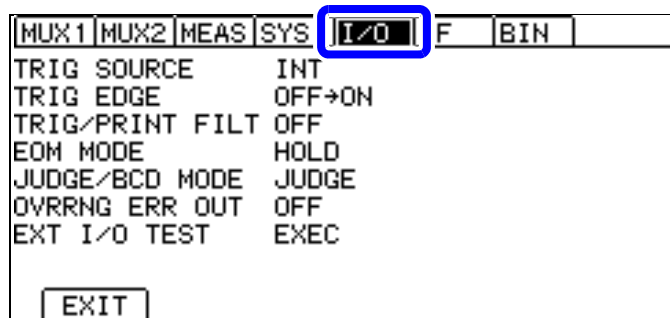 MUX1 MUX2 MEAS SYS I/O F BIN
TRIG SOURCE INT
TRIG EDGE OFF→ON
TRIG/PRINT FILT OFF
EOM MODE HOLD
JUDGE/BCD MODE JUDGE
OVRRNG ERR OUT OFF
EXT I/O TEST EXEC
EXIT